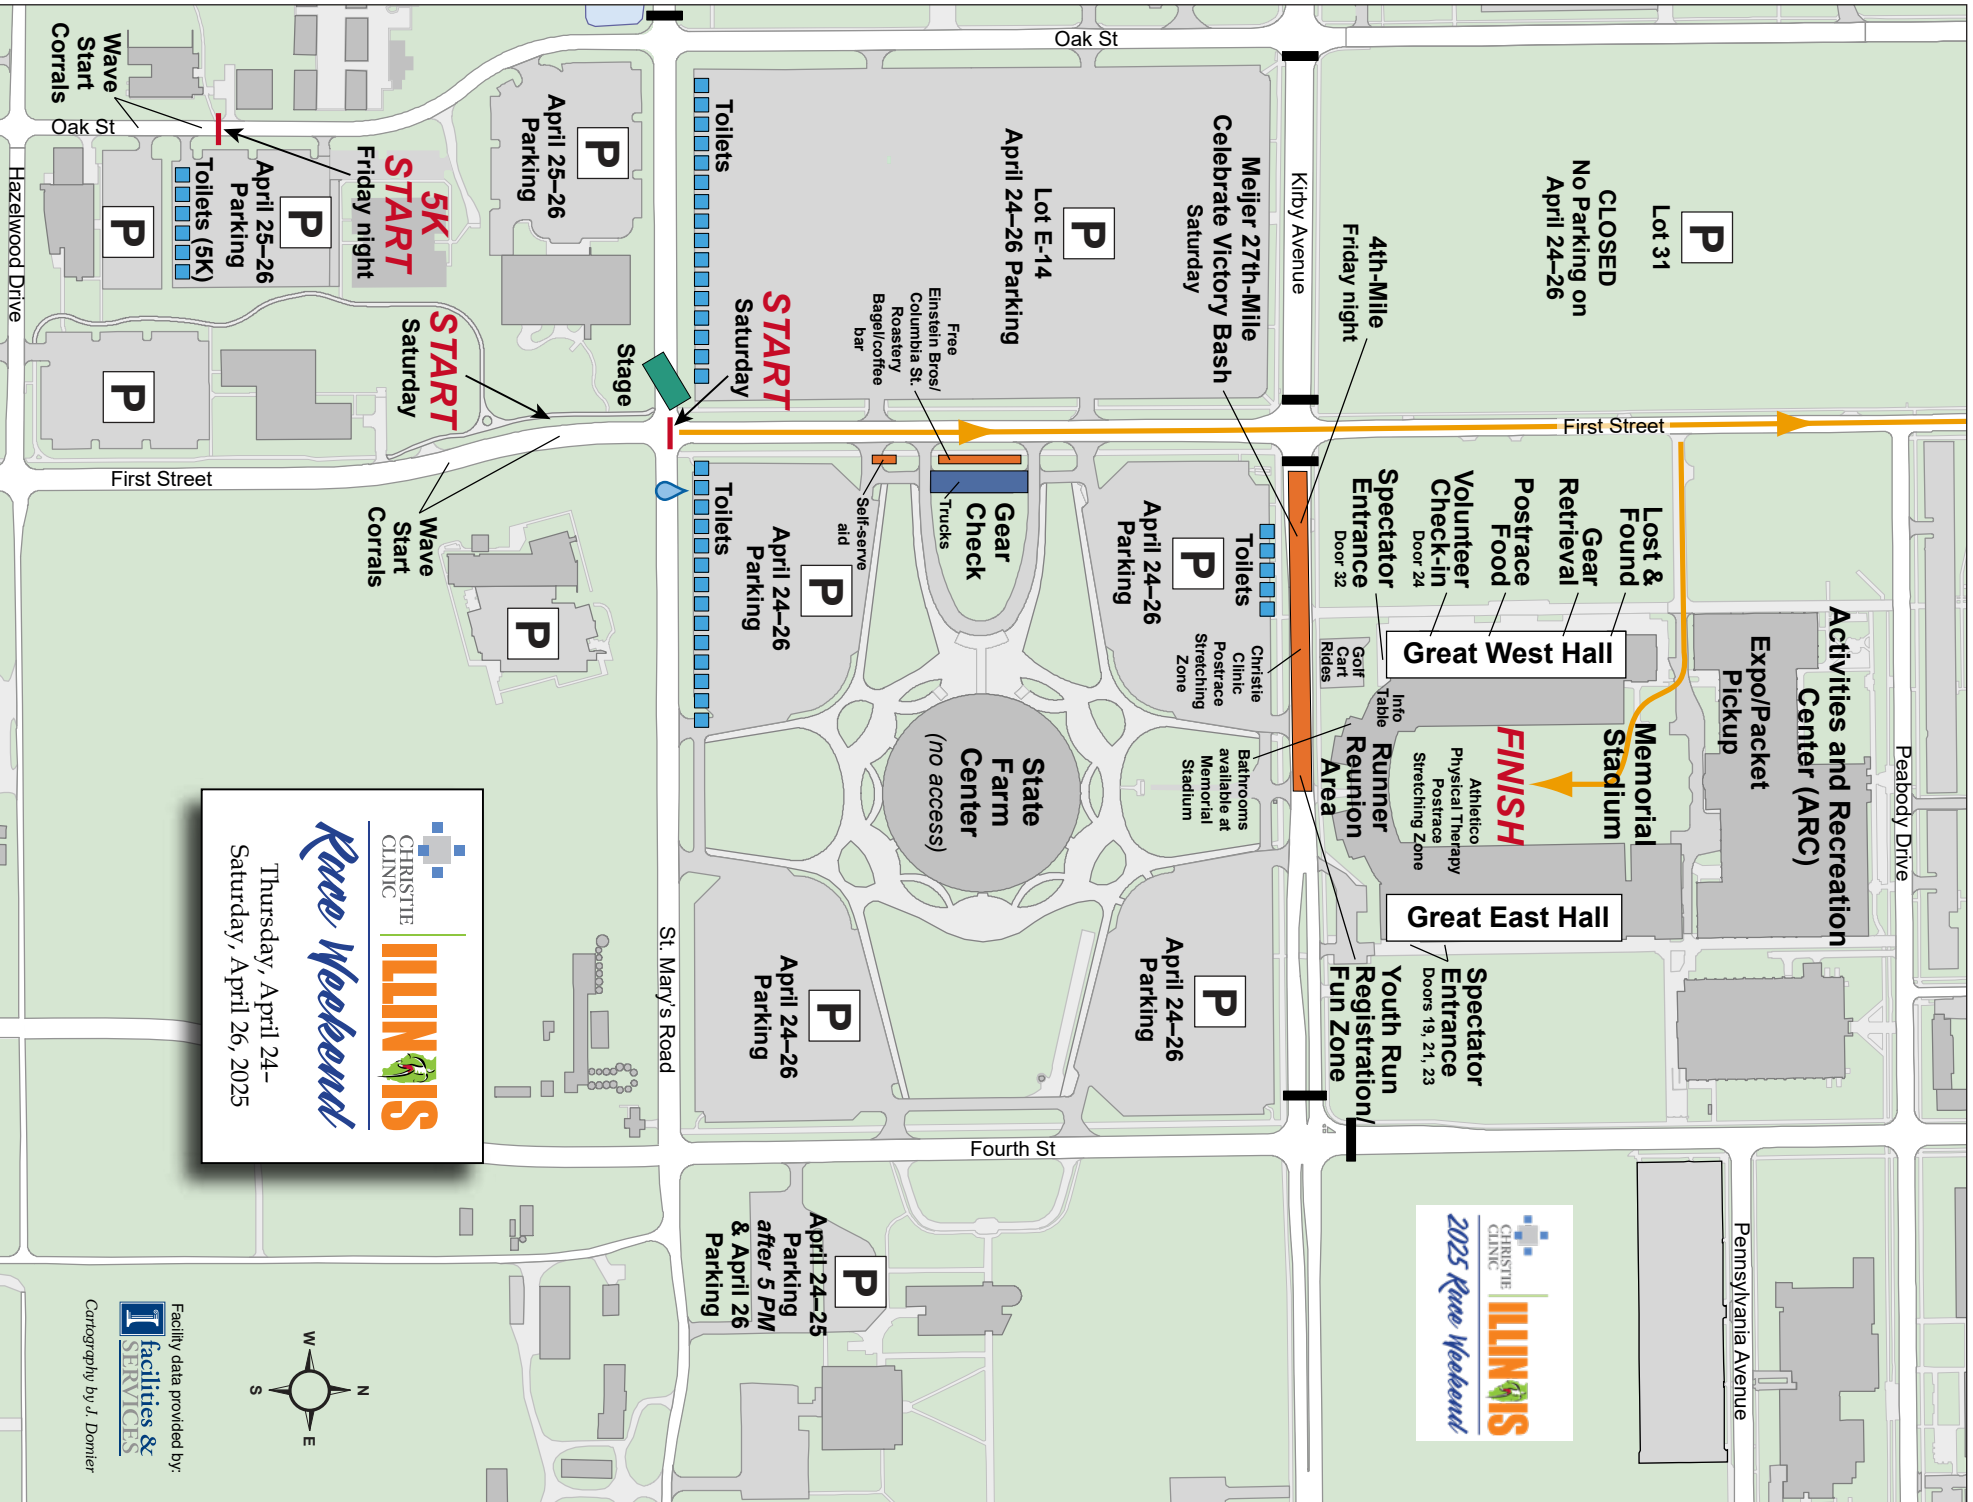 Oak St
Wave
Start
Corrals
Oak St
Hazelwood Drive
5K
START
Friday night
P
April 25–26
Parking
Toilets (5K)
P
P
April 25–26
Parking
P
START
Saturday
Stage
First Street
Wave
Start
Corrals
P
Toilets
P
Lot E-14
April 24–26 Parking
Meijer 27th-Mile
Celebrate Victory Bash
Saturday
START
Saturday
Free
Einstein Bros/
Columbia St.
Roastery
Bagel/coffee
bar
Kirby Avenue
4th-Mile
Friday night
P
Lot 31
CLOSED
No Parking on
April 24–26
First Street
Toilets
P
April 24–26
Parking
Self-serve
aid
Trucks
Gear
Check
P
April 24–26
Parking
Toilets
Christie
Clinic
Postrace
Stretching
Zone
Lost &
Found
Gear
Retrieval
Postrace
Food
Volunteer
Check-in
Door 24
Spectator
Entrance
Door 32
Great West Hall
Golf
Cart
Rides
Info
Table
Activities and Recreation
Center (ARC)
Expo/Packet
Pickup
Peabody Drive
Memorial
Stadium
FINISH
Athletico
Physical Therapy
Postrace
Stretching Zone
Runner
Reunion
Area
Bathrooms
available at
Memorial
Stadium
State
Farm
Center
(no access)
Great East Hall
Spectator
Entrance
Doors 19, 21, 23
Youth Run
Registration/
Fun Zone
P
April 24–26
Parking
P
April 24–26
Parking
St. Mary's Road
Fourth St
P
April 24–25
Parking
after 5 PM
& April 26
Parking
Pennsylvania Avenue
CHRISTIE
CLINIC
ILLINOIS
2025 Race Weekend
CHRISTIE
CLINIC
ILLINOIS
Race Weekend
Thursday, April 24–
Saturday, April 26, 2025
N
W
E
S
Facility data provided by:
I
facilities &
SERVICES
Cartography by J. Domier